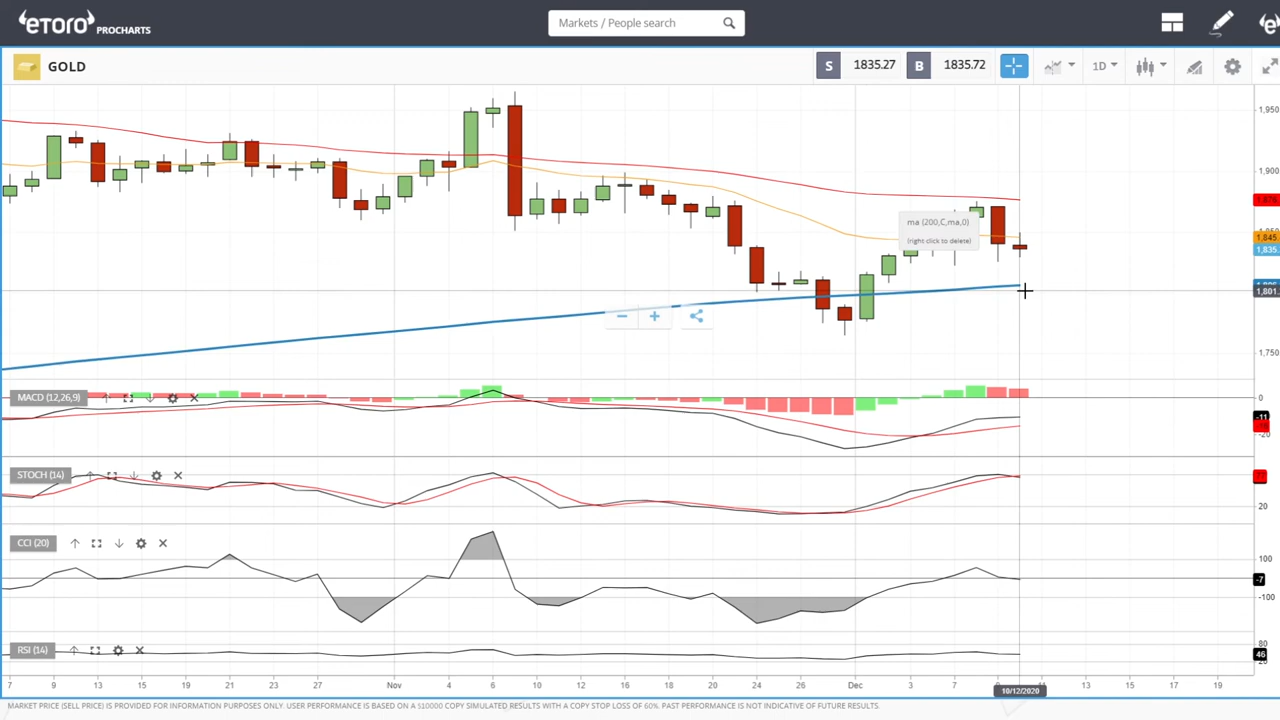 eToro PROCHARTS
Markets / People search
GOLD
S 1835.27 B 1835.72
1D
1,950
1,900
1,876
1,845
1,835
1,801
1,750
ma (200,C,ma,0)
(right click to delete)
MACD (12,26,9)
0
-11
-20
STOCH (14)
20
CCI (20)
100
-7
-100
RSI (14)
80
46
20
7 9 13 15 19 21 23 27 Nov 4 6 10 12 16 18 20 24 26 Dec 3 7 9 13 15 17 19
10/12/2020
MARKET PRICE (SELL PRICE) IS PROVIDED FOR INFORMATION PURPOSES ONLY. USER PERFORMANCE IS BASED ON A $10000 COPY SIMULATED RESULTS WITH A COPY STOP LOSS OF 60%. PAST PERFORMANCE IS NOT INDICATIVE OF FUTURE RESULTS.